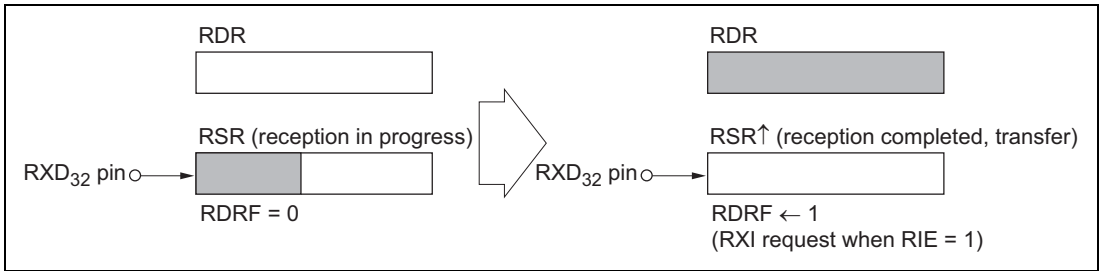 RDR
RSR (reception in progress)
RXD32 pin
RDRF = 0
RDR
RSR↑ (reception completed, transfer)
RXD32 pin
RDRF ← 1
(RXI request when RIE = 1)